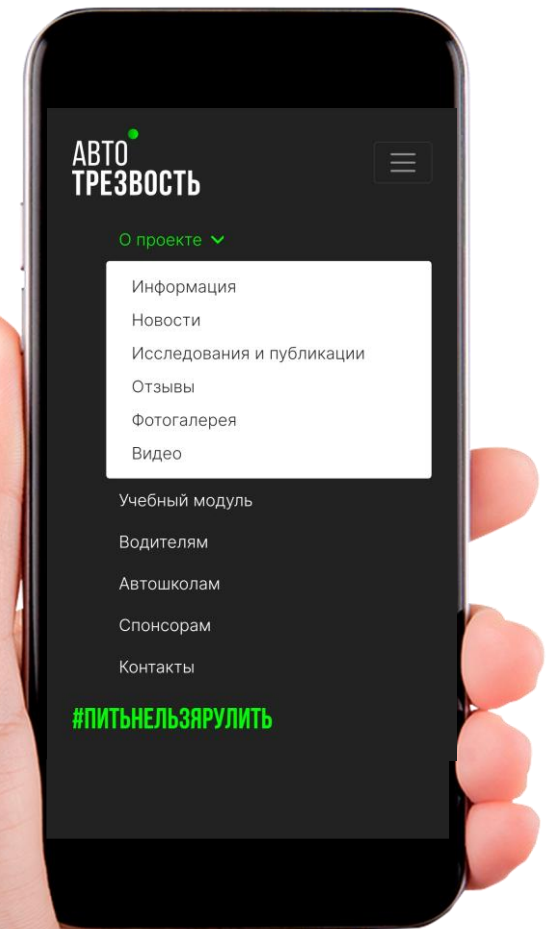 АВТО
ТРЕЗВОСТЬ
О проекте
Информация
Новости
Исследования и публикации
Отзывы
Фотогалерея
Видео
Учебный модуль
Водителям
Автошколам
Спонсорам
Контакты
#ПИТЬНЕЛЬЗЯРУЛИТЬ